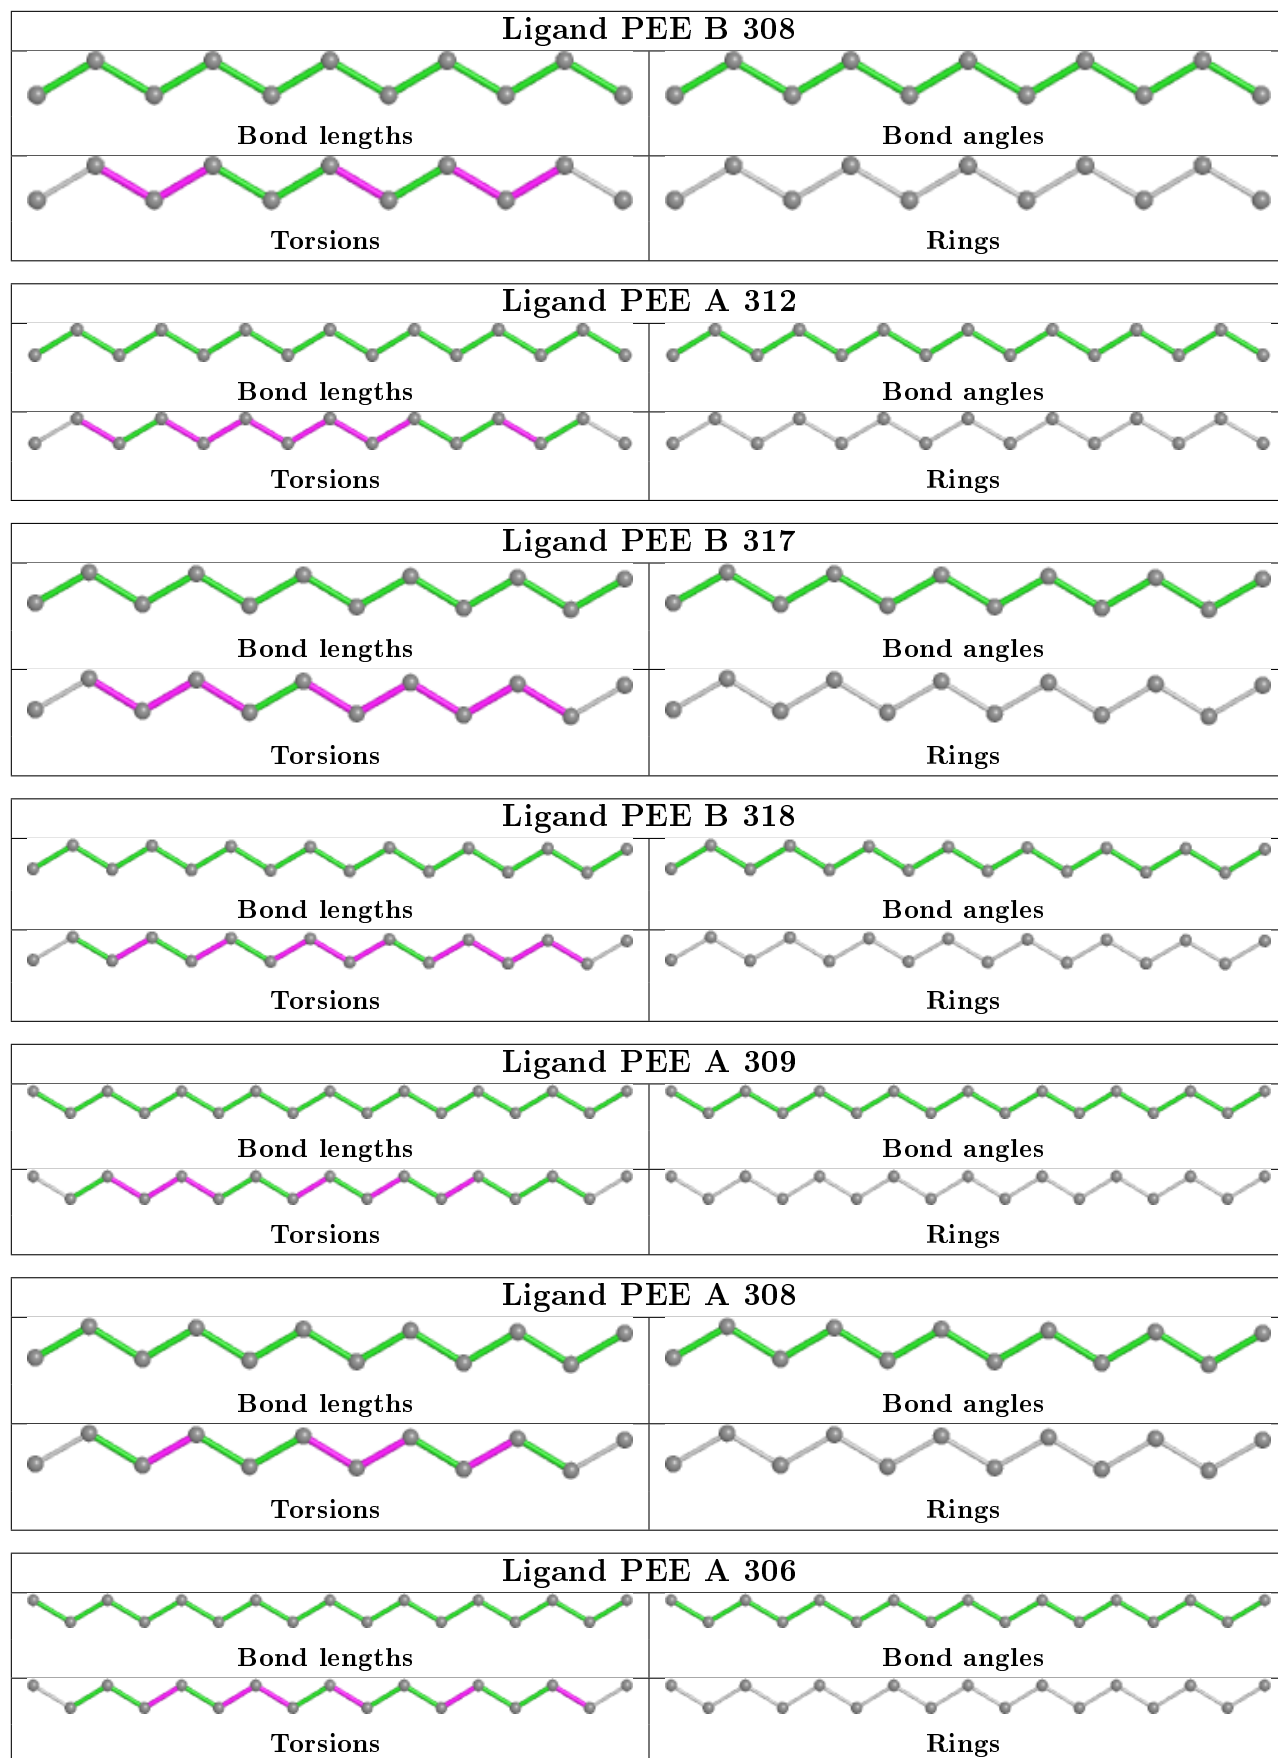 Ligand PEE B 308
Bond lengths Bond angles
Torsions Rings
Ligand PEE A 312
Bond lengths Bond angles
Torsions Rings
Ligand PEE B 317
Bond lengths Bond angles
Torsions Rings
Ligand PEE B 318
Bond lengths Bond angles
Torsions Rings
Ligand PEE A 309
Bond lengths Bond angles
Torsions Rings
Ligand PEE A 308
Bond lengths Bond angles
Torsions Rings
Ligand PEE A 306
Bond lengths Bond angles
Torsions Rings